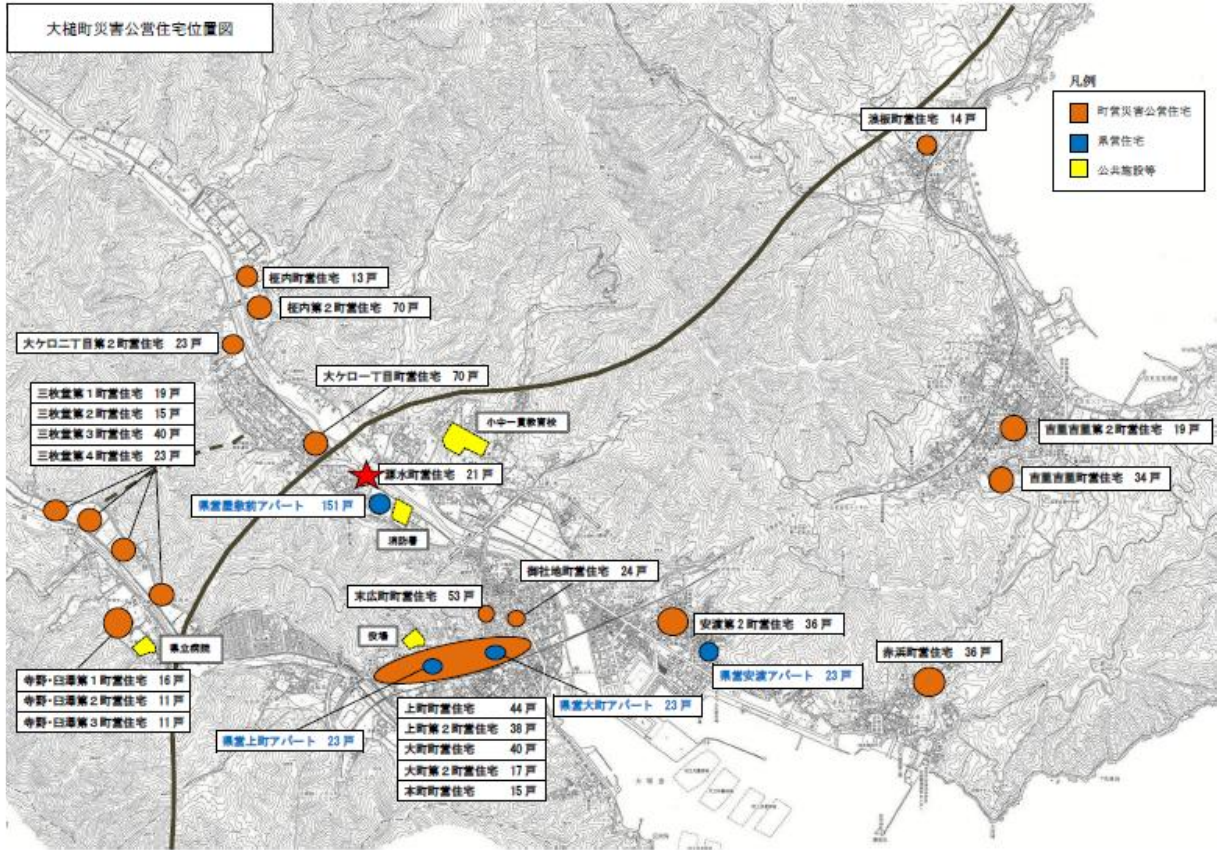 大槌町災害公営住宅位置図
凡例
町営災害公営住宅
県営住宅
公共施設等
浪板町営住宅 14戸
柾内町営住宅 13戸
柾内第2町営住宅 70戸
大ケ口二丁目第2町営住宅 23戸
大ケ口一丁目町営住宅 70戸
三枚堂第1町営住宅 19戸
三枚堂第2町営住宅 15戸
三枚堂第3町営住宅 40戸
三枚堂第4町営住宅 23戸
小中一貫教育校
吉里吉里第2町営住宅 19戸
吉里吉里町営住宅 34戸
源水町営住宅 21戸
県営屋敷前アパート 151戸
消防署
御社地町営住宅 24戸
末広町町営住宅 53戸
安渡第2町営住宅 36戸
役場
県立病院
赤浜町営住宅 36戸
県営安渡アパート 23戸
寺野・臼澤第1町営住宅 16戸
寺野・臼澤第2町営住宅 11戸
寺野・臼澤第3町営住宅 11戸
県営大町アパート 23戸
県営上町アパート 23戸
上町町営住宅 44戸
上町第2町営住宅 38戸
大町町営住宅 40戸
大町第2町営住宅 17戸
本町町営住宅 15戸